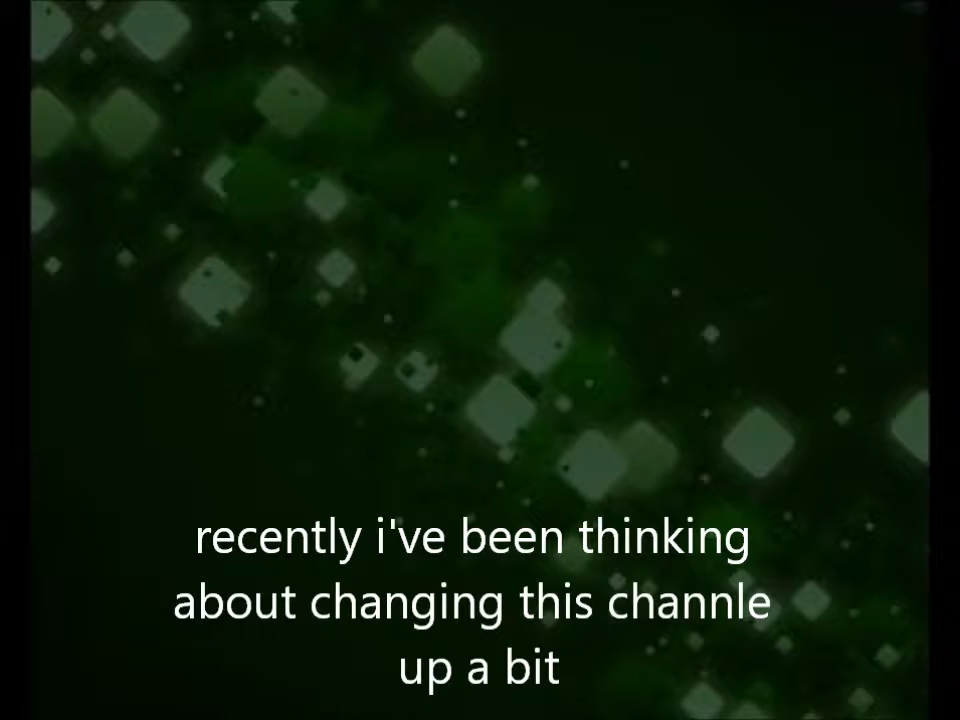 recently i've been thinking
about changing this channle
up a bit